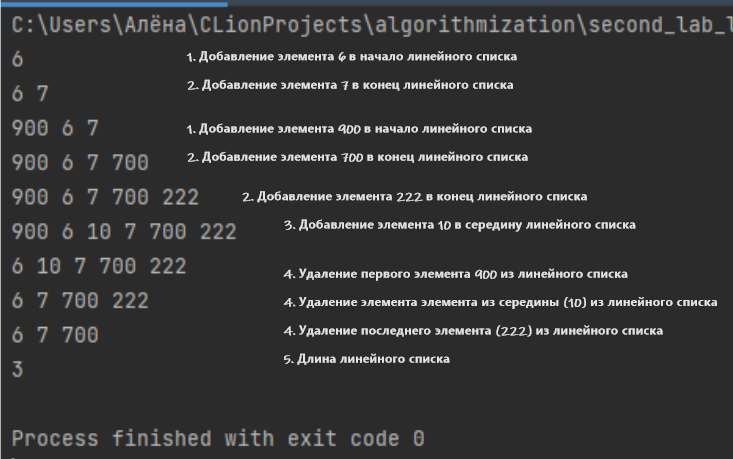 C:\Users\Алёна\CLionProjects\algorithmization\second_lab_l
6 1. Добавление элемента 6 в начало линейного списка
6 7 2. Добавление элемента 7 в конец линейного списка
900 6 7 1. Добавление элемента 900 в начало линейного списка
900 6 7 700 2. Добавление элемента 700 в конец линейного списка
900 6 7 700 222 2. Добавление элемента 222 в конец линейного списка
900 6 10 7 700 222 3. Добавление элемента 10 в середину линейного списка
6 10 7 700 222 4. Удаление первого элемента 900 из линейного списка
6 7 700 222 4. Удаление элемента элемента из середины (10) из линейного списка
6 7 700 4. Удаление последнего элемента (222) из линейного списка
3 5. Длина линейного списка
Process finished with exit code 0